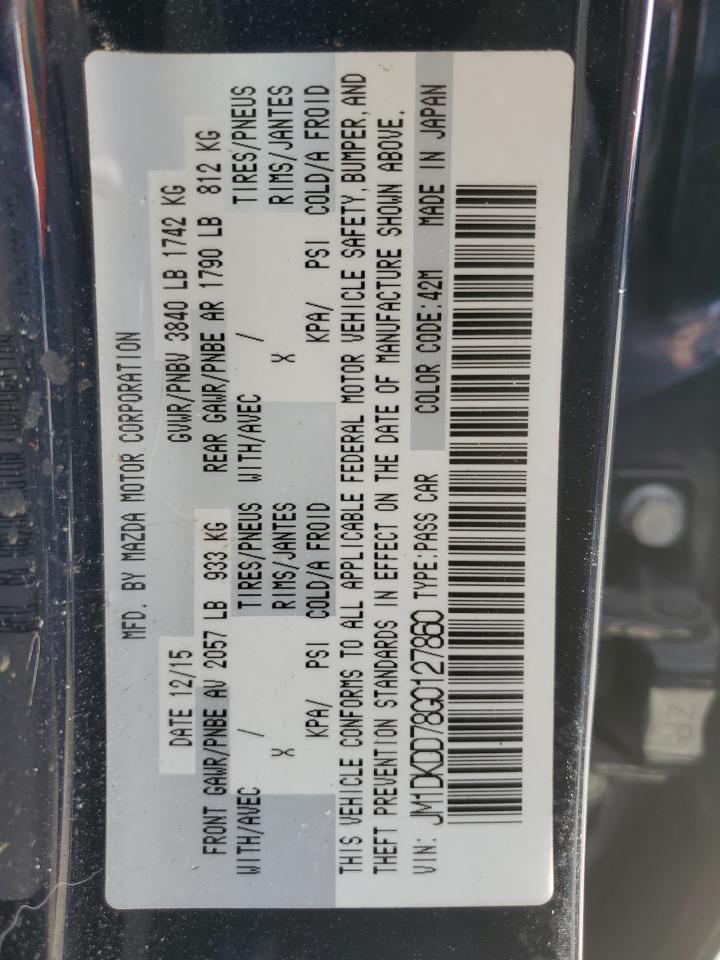 MFD. BY MAZDA MOTOR CORPORATION
DATE 12/15 GVWR/PNBV 3840 LB 1742 KG
FRONT GAWR/PNBE AV 2057 LB 933 KG REAR GAWR/PNBE AR 1790 LB 812 KG
WITH/AVEC / TIRES/PNEUS WITH/AVEC / TIRES/PNEUS
X RIMS/JANTES X RIMS/JANTES
KPA/ PSI COLD/A FROID KPA/ PSI COLD/A FROID
THIS VEHICLE CONFORMS TO ALL APPLICABLE FEDERAL MOTOR VEHICLE SAFETY, BUMPER, AND
THEFT PREVENTION STANDARDS IN EFFECT ON THE DATE OF MANUFACTURE SHOWN ABOVE.
VIN: JM1DKDD78G0127860 TYPE.PASS CAR COLOR CODE:42M MADE IN JAPAN